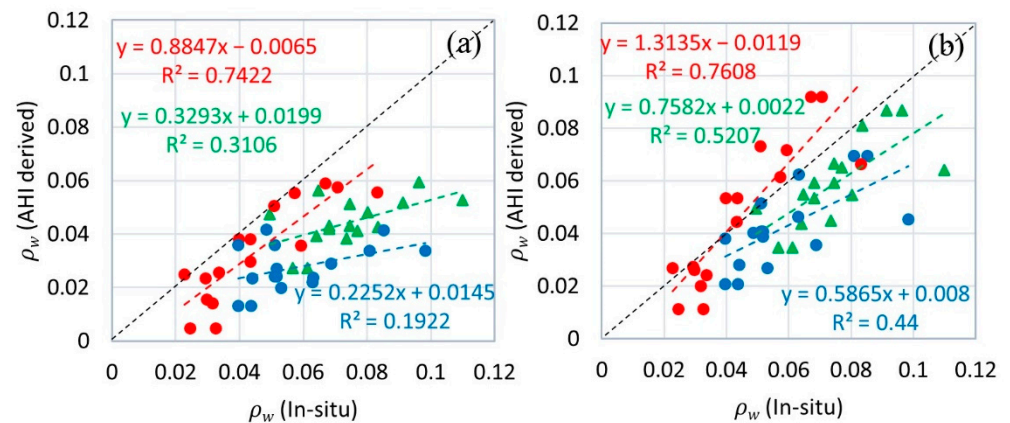 (a)
y = 0.8847x − 0.0065
R² = 0.7422
y = 0.3293x + 0.0199
R² = 0.3106
y = 0.2252x + 0.0145
R² = 0.1922
0.12
0.1
0.08
0.06
0.04
0.02
0
0 0.02 0.04 0.06 0.08 0.1 0.12
ρw (AHI derived)
ρw (In-situ)
(b)
y = 1.3135x − 0.0119
R² = 0.7608
y = 0.7582x + 0.0022
R² = 0.5207
y = 0.5865x + 0.008
R² = 0.44
0.12
0.1
0.08
0.06
0.04
0.02
0
0 0.02 0.04 0.06 0.08 0.1 0.12
ρw (AHI derived)
ρw (In-situ)